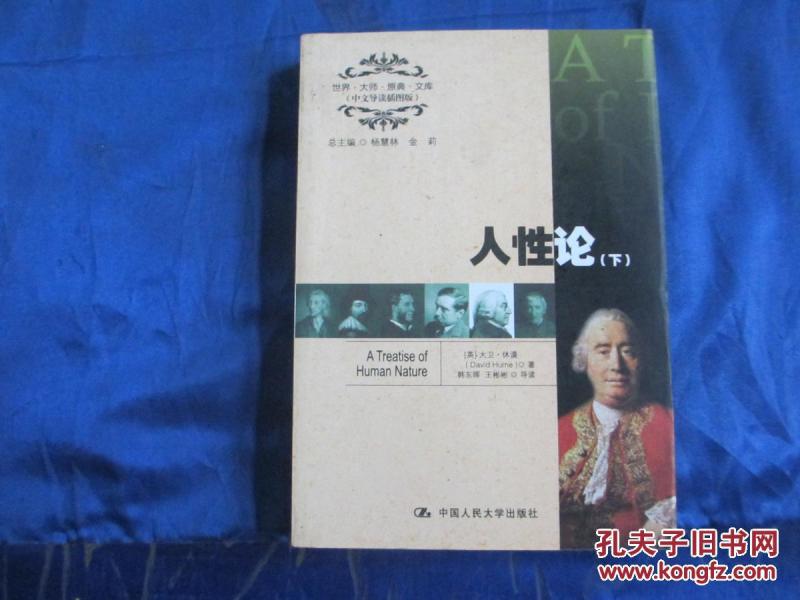 世界·大师·原典·文库
（中文导读插图版）
总主编◎杨慧林 金莉
A T
of
N
人性论（下）
A Treatise of
Human Nature
［英］大卫·休谟
（David Hume）◎著
韩东晖 王彬彬◎导读
中国人民大学出版社
孔夫子旧书网
www.kongfz.com